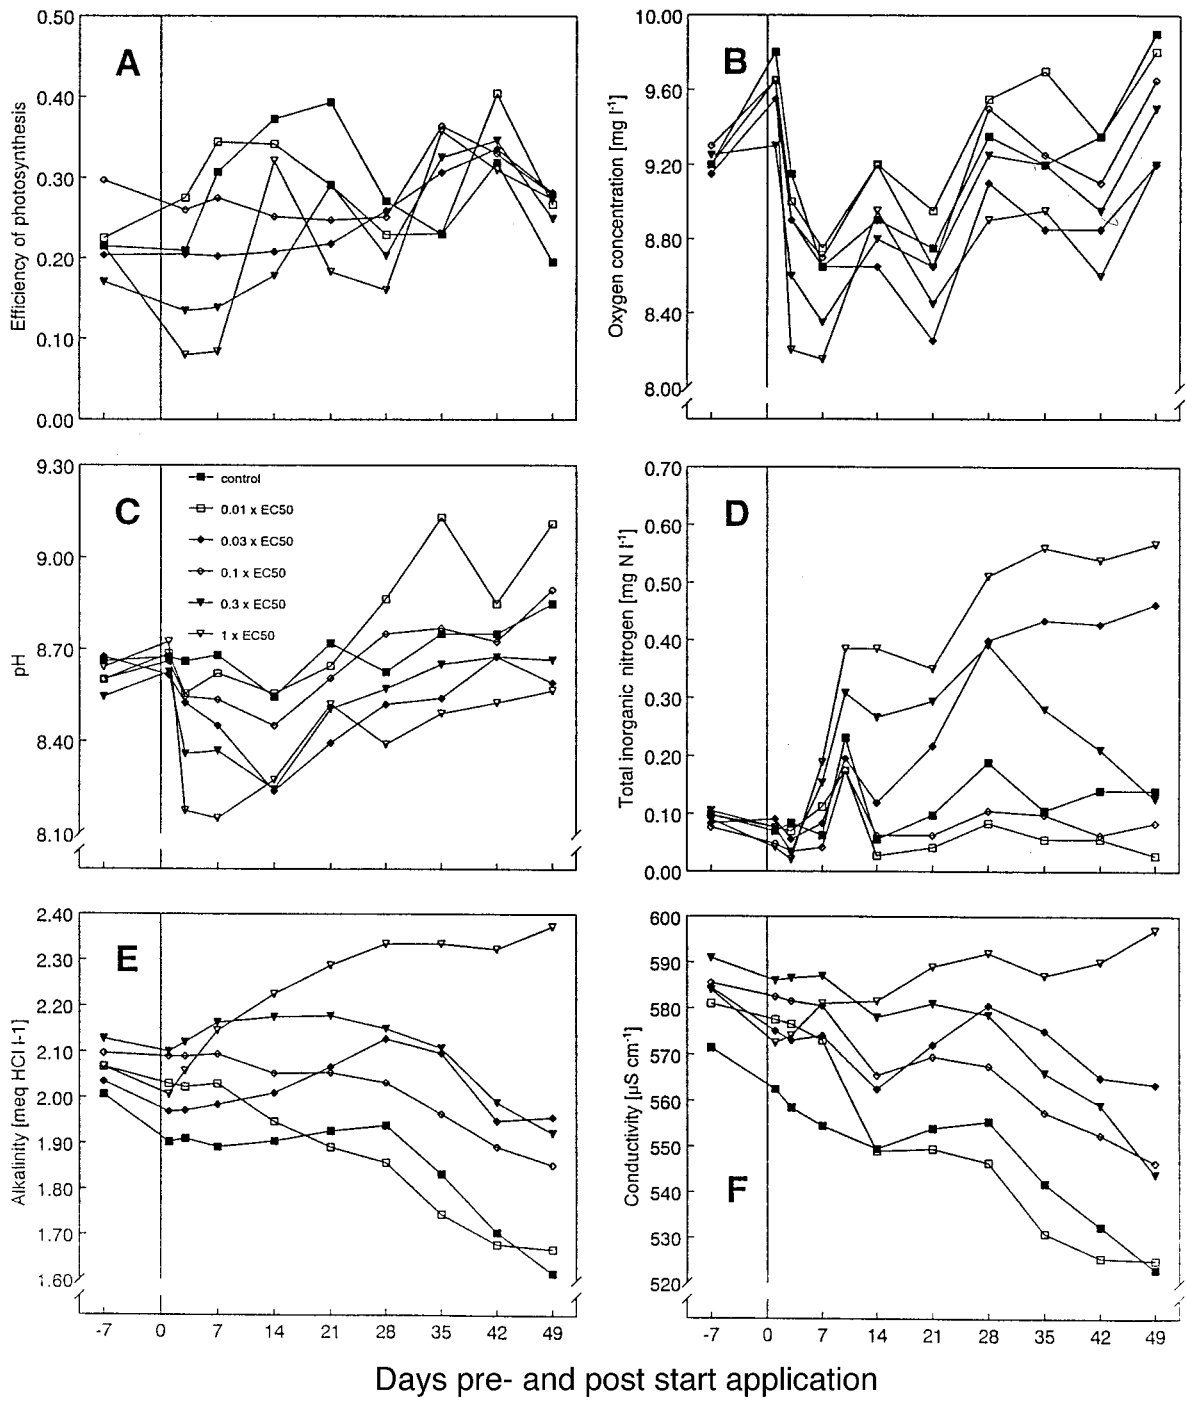 A
Efficiency of photosynthesis
0.50
0.40
0.30
0.20
0.10
0.00
B
Oxygen concentration [mg l-1]
10.00
9.60
9.20
8.80
8.40
8.00
C
pH
9.30
9.00
8.70
8.40
8.10
control
0.01 x EC50
0.03 x EC50
0.1 x EC50
0.3 x EC50
1 x EC50
D
Total inorganic nitrogen [mg N l-1]
0.70
0.60
0.50
0.40
0.30
0.20
0.10
0.00
E
Alkalinity [meq HCl l-1]
2.40
2.30
2.20
2.10
2.00
1.90
1.80
1.70
1.60
-7 0 7 14 21 28 35 42 49
F
Conductivity [µS cm-1]
600
590
580
570
560
550
540
530
520
-7 0 7 14 21 28 35 42 49
Days pre- and post start application